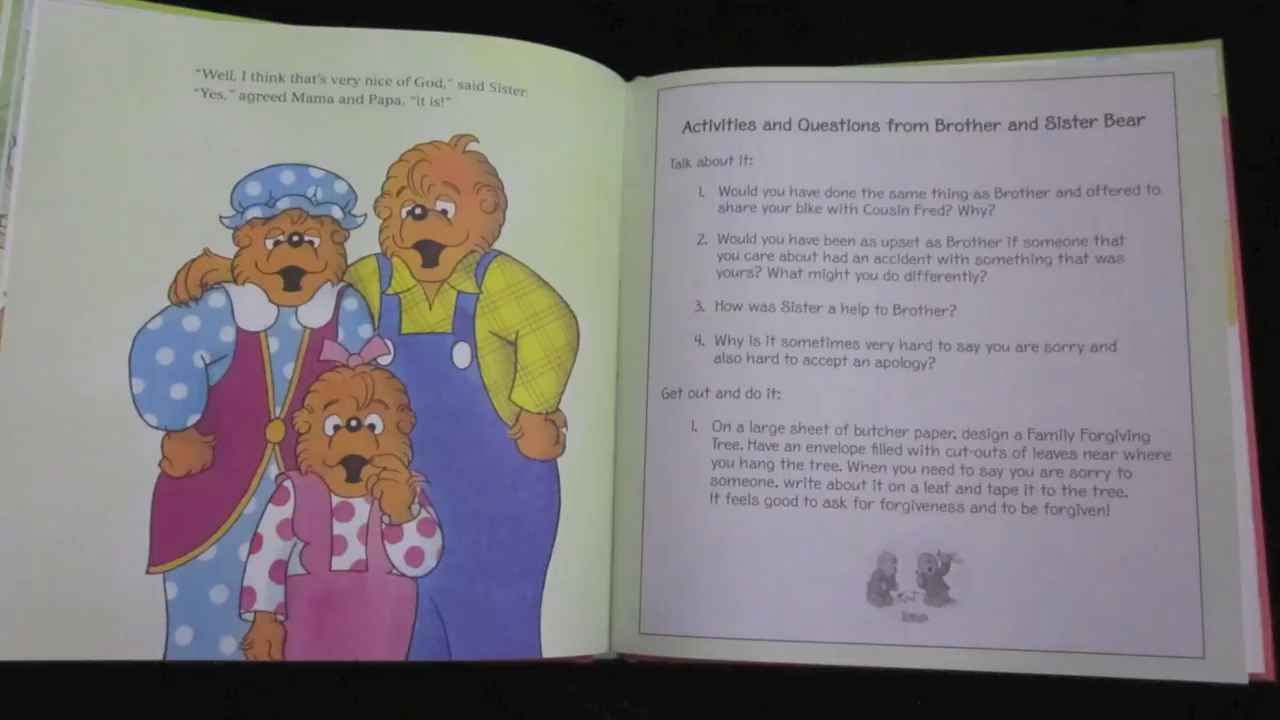 "Well, I think that's very nice of God," said Sister.
"Yes." agreed Mama and Papa, "it is!"
Activities and Questions from Brother and Sister Bear
Talk about it:
1. Would you have done the same thing as Brother and offered to
share your bike with Cousin Fred? Why?
2. Would you have been as upset as Brother if someone that
you care about had an accident with something that was
yours? What might you do differently?
3. How was Sister a help to Brother?
4. Why is it sometimes very hard to say you are sorry and
also hard to accept an apology?
Get out and do it:
1. On a large sheet of butcher paper, design a Family Forgiving
Tree. Have an envelope filled with cut-outs of leaves near where
you hang the tree. When you need to say you are sorry to
someone, write about it on a leaf and tape it to the tree.
It feels good to ask for forgiveness and to be forgiven!